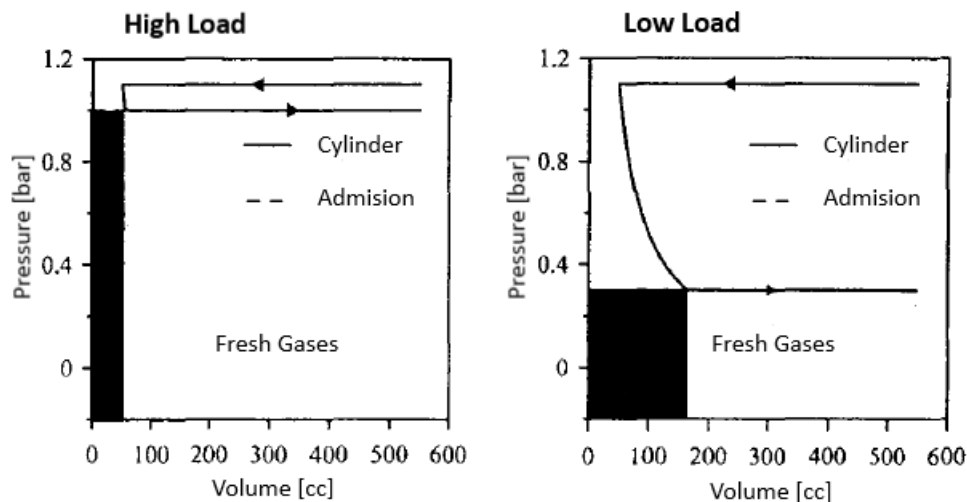 High Load
Low Load
1.2
0.8
0.4
0
Pressure [bar]
Cylinder
Admision
Fresh Gases
0 100 200 300 400 500 600
Volume [cc]
1.2
0.8
0.4
0
Pressure [bar]
Cylinder
Admision
Fresh Gases
0 100 200 300 400 500 600
Volume [cc]